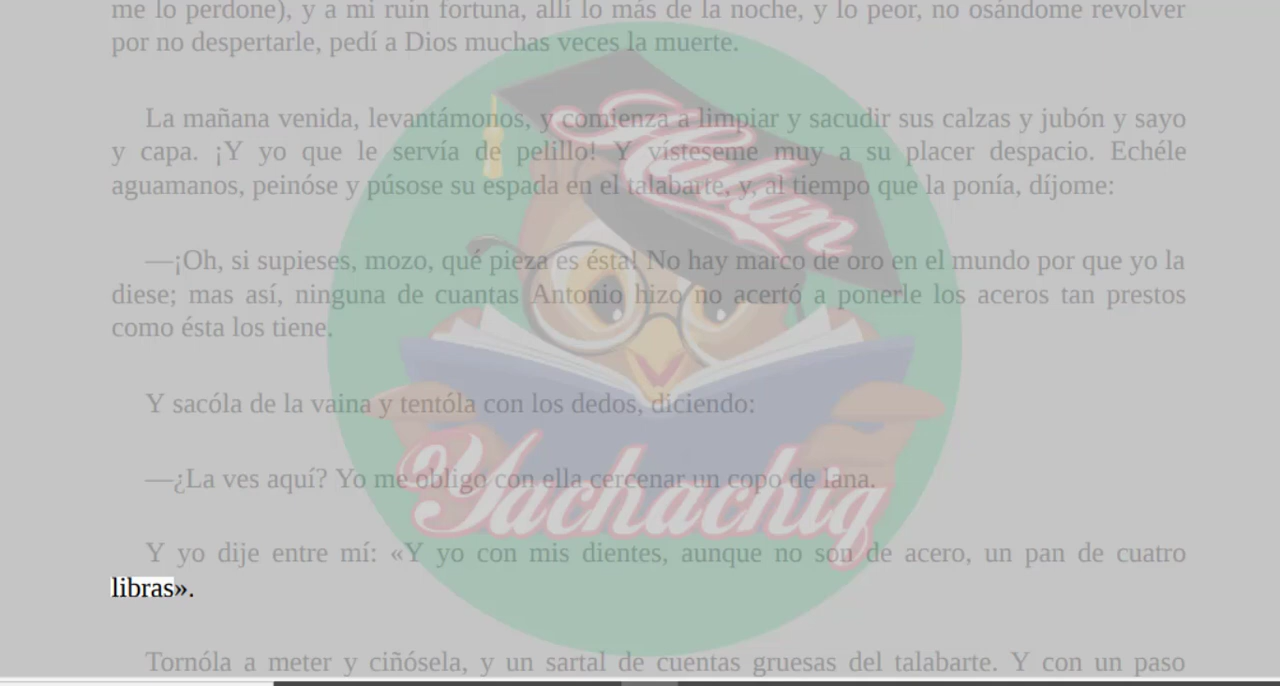 me lo perdone), y a mi ruin fortuna, allí lo más de la noche, y lo peor, no osándome revolver
por no despertarle, pedí a Dios muchas veces la muerte.
La mañana venida, levantámonos, y comienza a limpiar y sacudir sus calzas y jubón y sayo
y capa. ¡Y yo que le servía de pelillo! Y vísteseme muy a su placer despacio. Echéle
aguamanos, peinóse y púsose su espada en el talabarte, y, al tiempo que la ponía, díjome:
—¡Oh, si supieses, mozo, qué pieza es ésta! No hay marco de oro en el mundo por que yo la
diese; mas así, ninguna de cuantas Antonio hizo no acertó a ponerle los aceros tan prestos
como ésta los tiene.
Y sacóla de la vaina y tentóla con los dedos, diciendo:
—¿La ves aquí? Yo me obligo con ella cercenar un copo de lana.
Y yo dije entre mí: «Y yo con mis dientes, aunque no son de acero, un pan de cuatro
libras».
Tornóla a meter y ciñósela, y un sartal de cuentas gruesas del talabarte. Y con un paso
Yachachiq